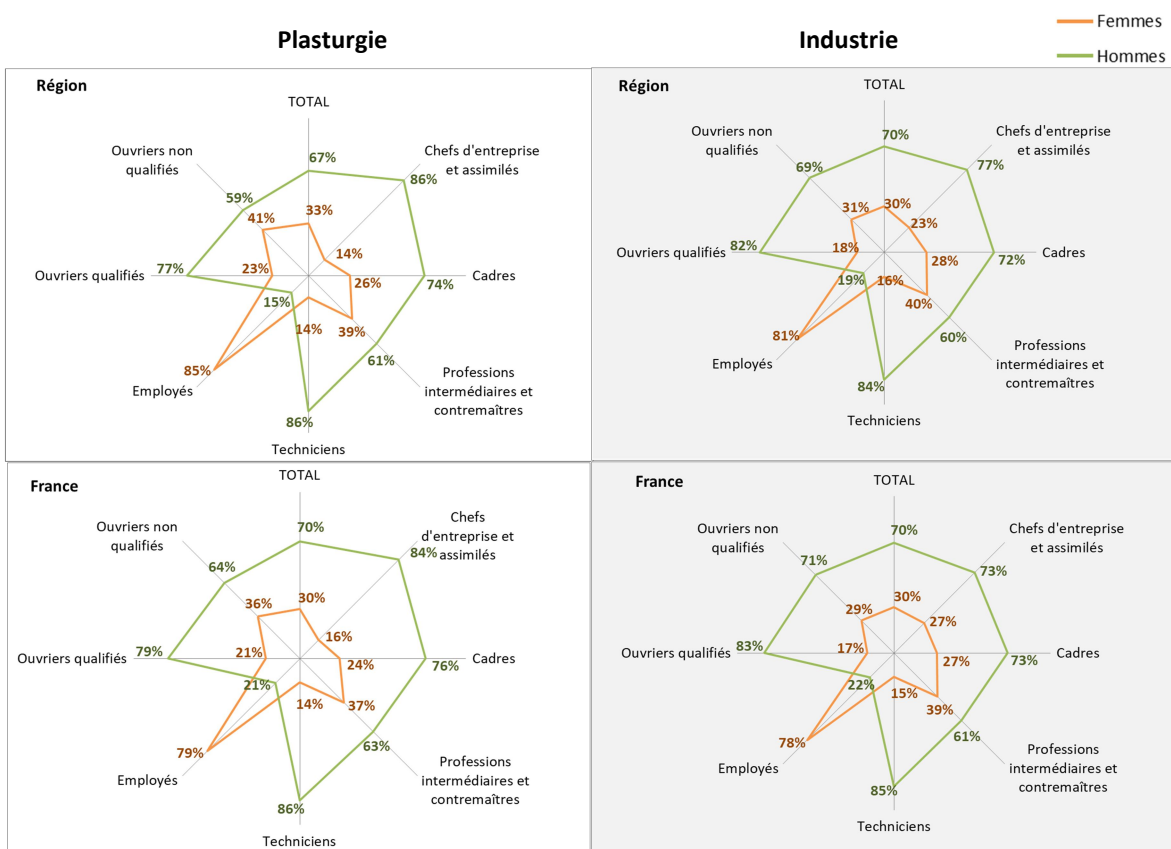 Plasturgie
Industrie
Femmes
Hommes
Région
TOTAL
67%
33%
Chefs d'entreprise
et assimilés
86%
14%
Cadres
74%
26%
Professions
intermédiaires et
contremaîtres
61%
39%
Techniciens
86%
14%
Employés
85%
15%
Ouvriers qualifiés
77%
23%
Ouvriers non
qualifiés
59%
41%
Région
TOTAL
70%
30%
Chefs d'entreprise
et assimilés
77%
23%
Cadres
72%
28%
Professions
intermédiaires et
contremaîtres
60%
40%
Techniciens
84%
16%
81%
19%
Ouvriers qualifiés
82%
18%
Ouvriers non
qualifiés
69%
31%
France
TOTAL
70%
30%
Chefs
d'entreprise et
assimilés
84%
16%
Cadres
76%
24%
Professions
intermédiaires et
contremaîtres
63%
37%
Techniciens
86%
14%
Employés
79%
21%
Ouvriers qualifiés
79%
21%
Ouvriers non
qualifiés
64%
36%
France
TOTAL
70%
30%
Chefs d'entreprise
et assimilés
73%
27%
Cadres
73%
27%
Professions
intermédiaires et
contremaîtres
61%
39%
Techniciens
85%
15%
78%
22%
Ouvriers qualifiés
83%
17%
Ouvriers non
qualifiés
71%
29%